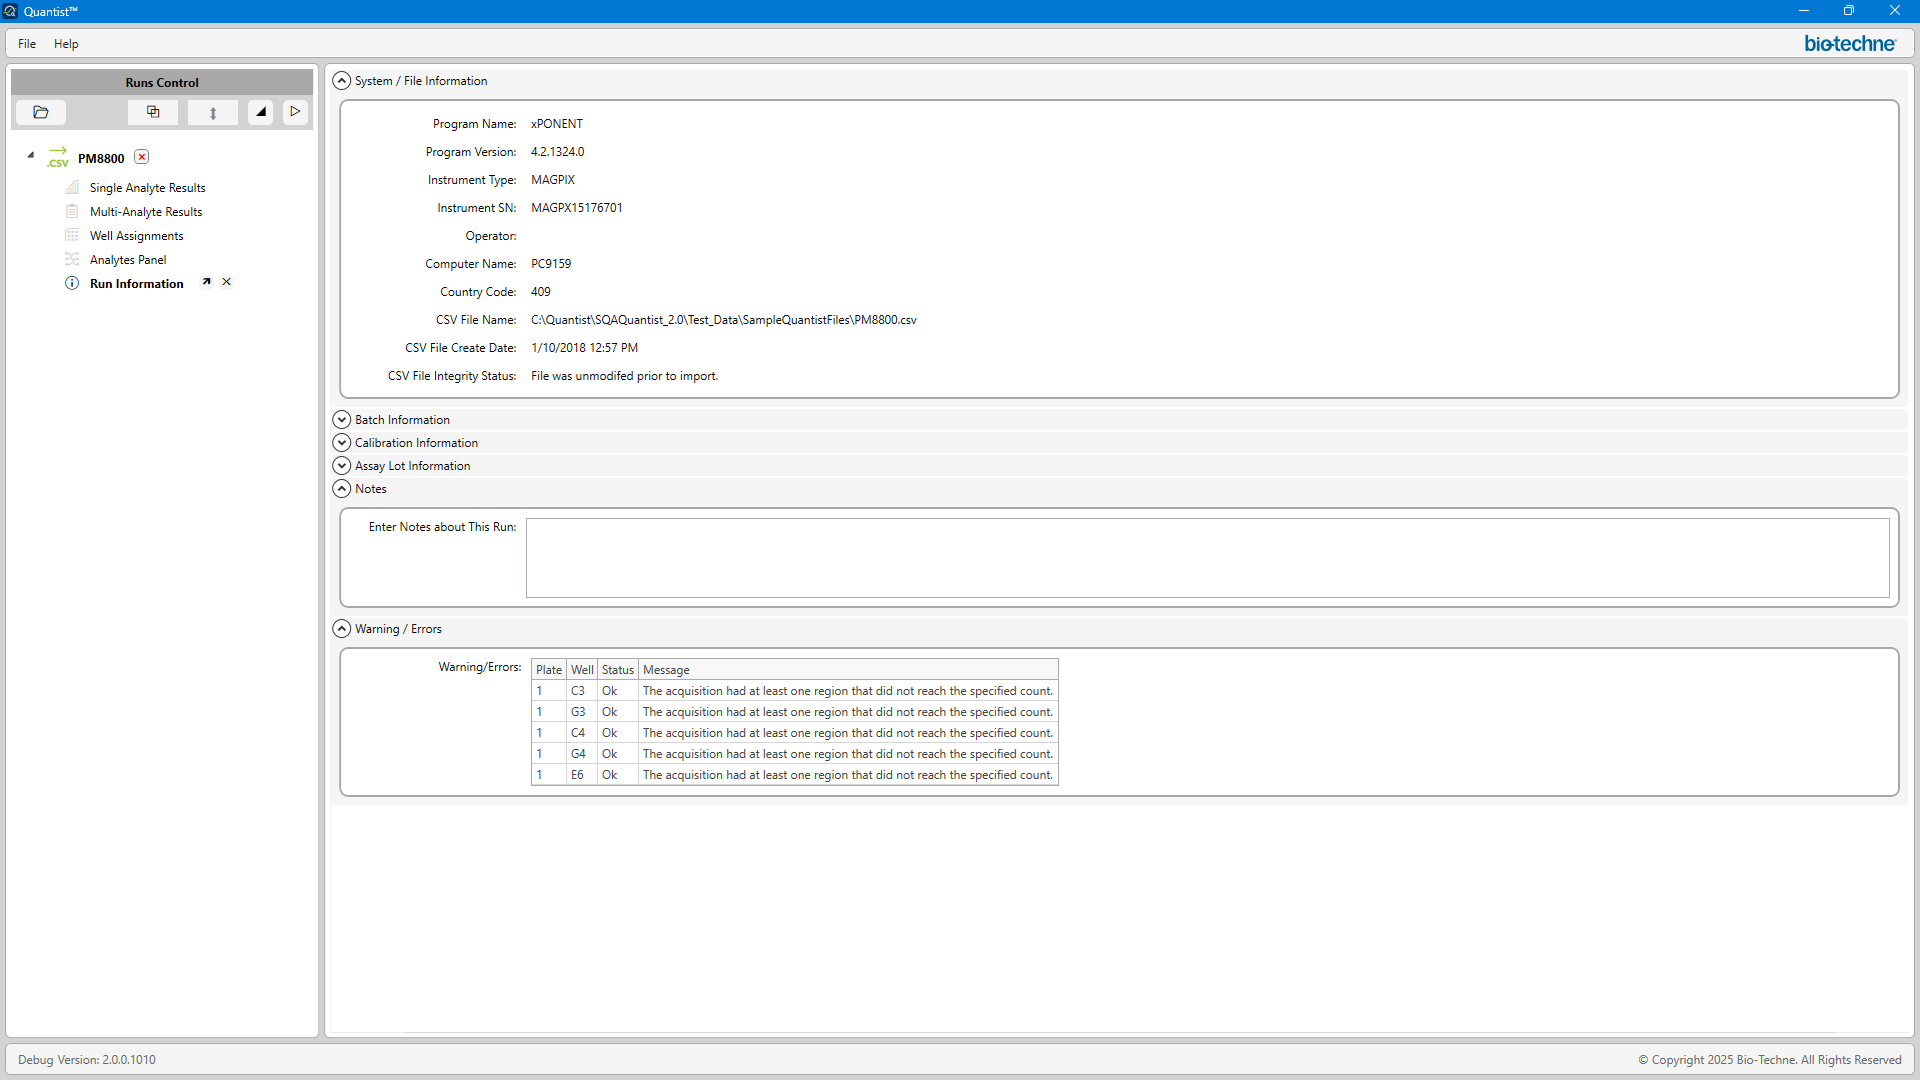 Quantist™
File Help
bio-techne
Runs Control
.CSV PM8800
Single Analyte Results
Multi-Analyte Results
Well Assignments
Analytes Panel
Run Information
System / File Information
Program Name: xPONENT
Program Version: 4.2.1324.0
Instrument Type: MAGPIX
Instrument SN: MAGPX15176701
Operator:
Computer Name: PC9159
Country Code: 409
CSV File Name: C:\Quantist\SQAQuantist_2.0\Test_Data\SampleQuantistFiles\PM8800.csv
CSV File Create Date: 1/10/2018 12:57 PM
CSV File Integrity Status: File was unmodifed prior to import.
Batch Information
Calibration Information
Assay Lot Information
Notes
Enter Notes about This Run:
Warning / Errors
Warning/Errors:
Plate Well Status Message
1 C3 Ok The acquisition had at least one region that did not reach the specified count.
1 G3 Ok The acquisition had at least one region that did not reach the specified count.
1 C4 Ok The acquisition had at least one region that did not reach the specified count.
1 G4 Ok The acquisition had at least one region that did not reach the specified count.
1 E6 Ok The acquisition had at least one region that did not reach the specified count.
Debug Version: 2.0.0.1010
© Copyright 2025 Bio-Techne. All Rights Reserved